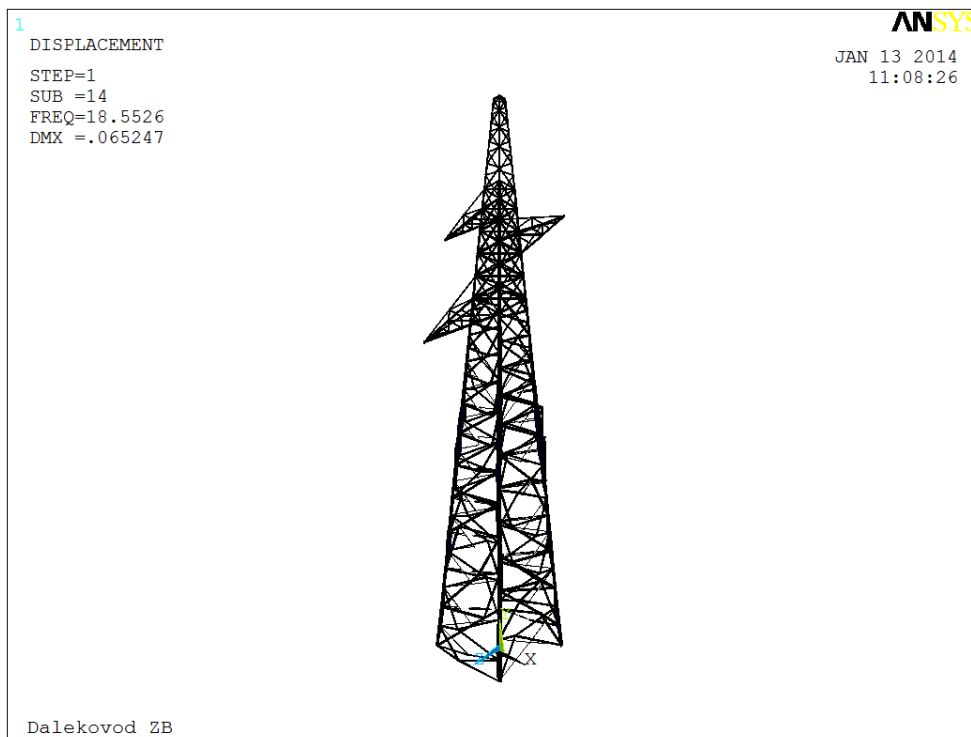 1
DISPLACEMENT
STEP=1
SUB =14
FREQ=18.5526
DMX =.065247
ANSYS
JAN 13 2014
11:08:26
Y
Z X
Dalekovod ZB